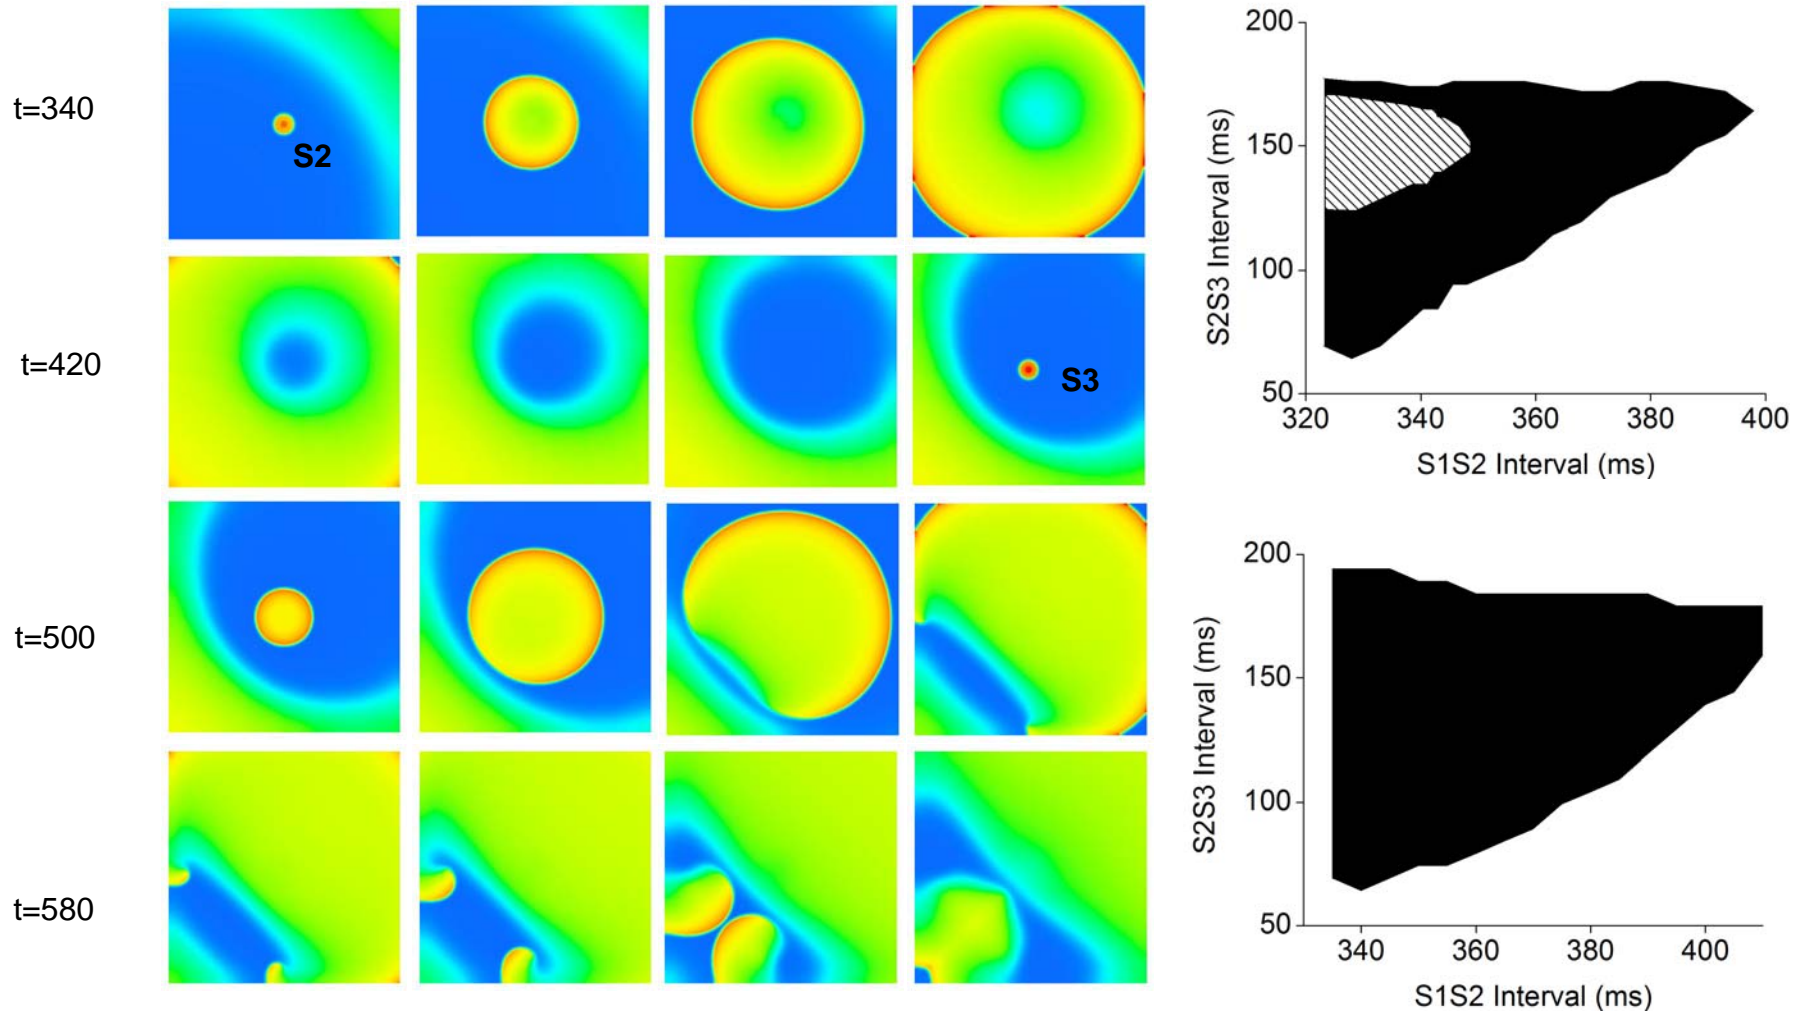 t=340
S2
t=420
S3
t=500
t=580
200
150
100
50
S2S3 Interval (ms)
320 340 360 380 400
S1S2 Interval (ms)
200
150
100
50
S2S3 Interval (ms)
340 360 380 400
S1S2 Interval (ms)